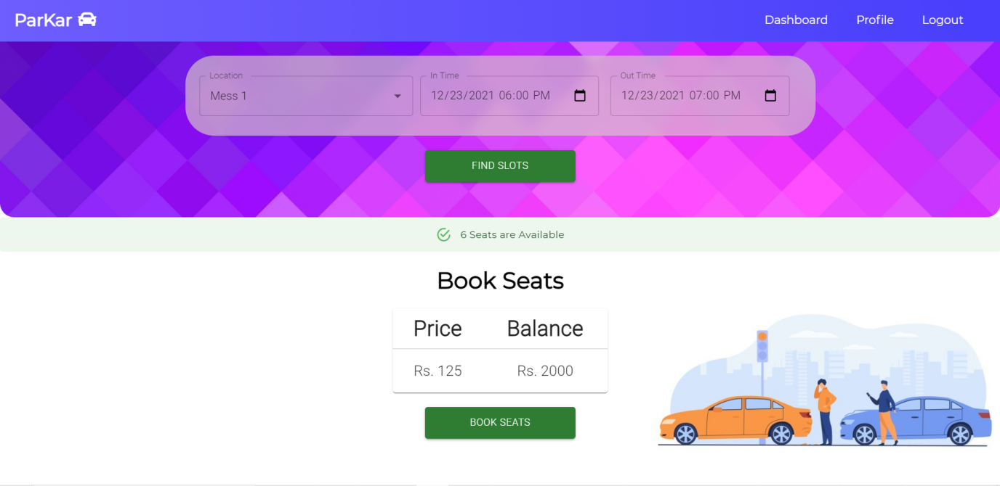 ParKar
Dashboard Profile Logout
Location In Time Out Time
Mess 1 12/23/2021 06:00 PM 12/23/2021 07:00 PM
FIND SLOTS
6 Seats are Available
Book Seats
Price Balance
Rs. 125 Rs. 2000
BOOK SEATS